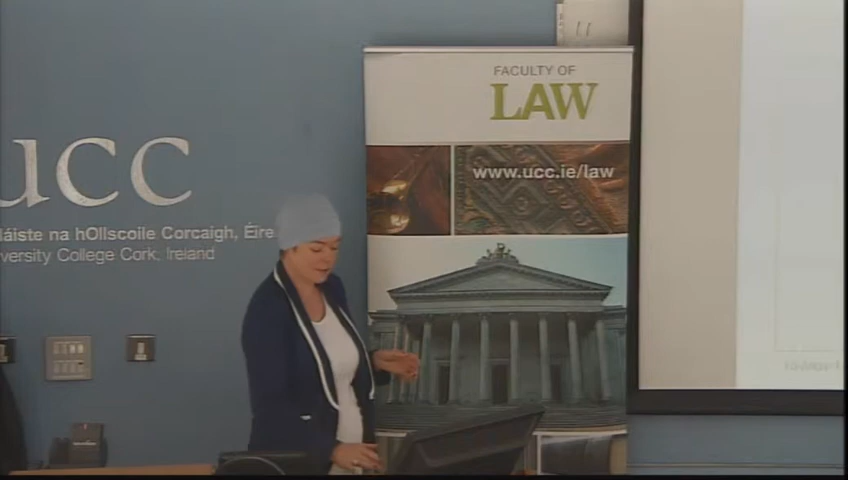 FACULTY OF
LAW
www.ucc.ie/law
ucc
láiste na hOllscoile Corcaigh, Éire
versity College Cork, Ireland